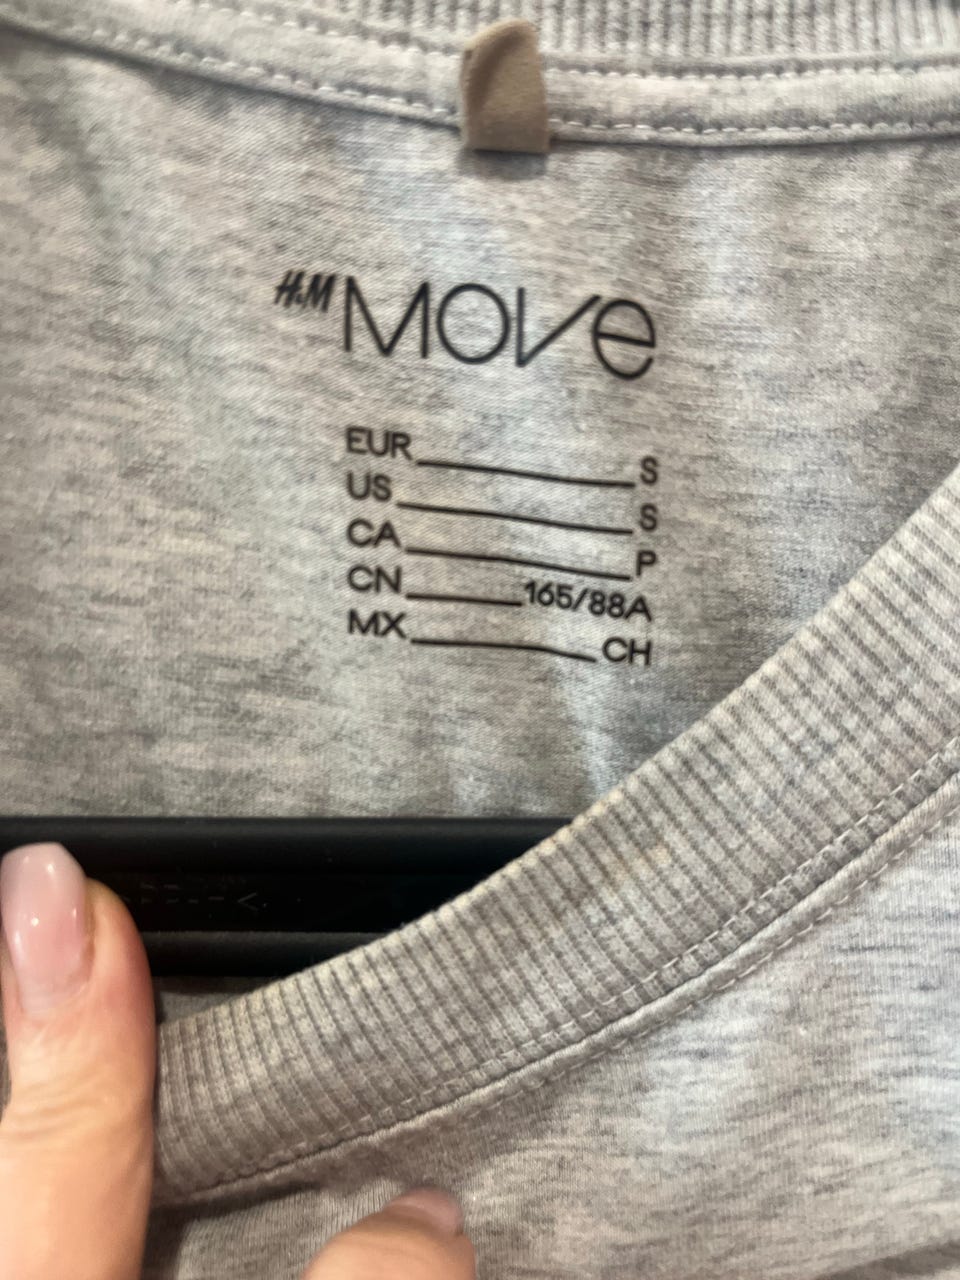 H&M MOVE
EUR S
US S
CA P
CN 165/88A
MX CH